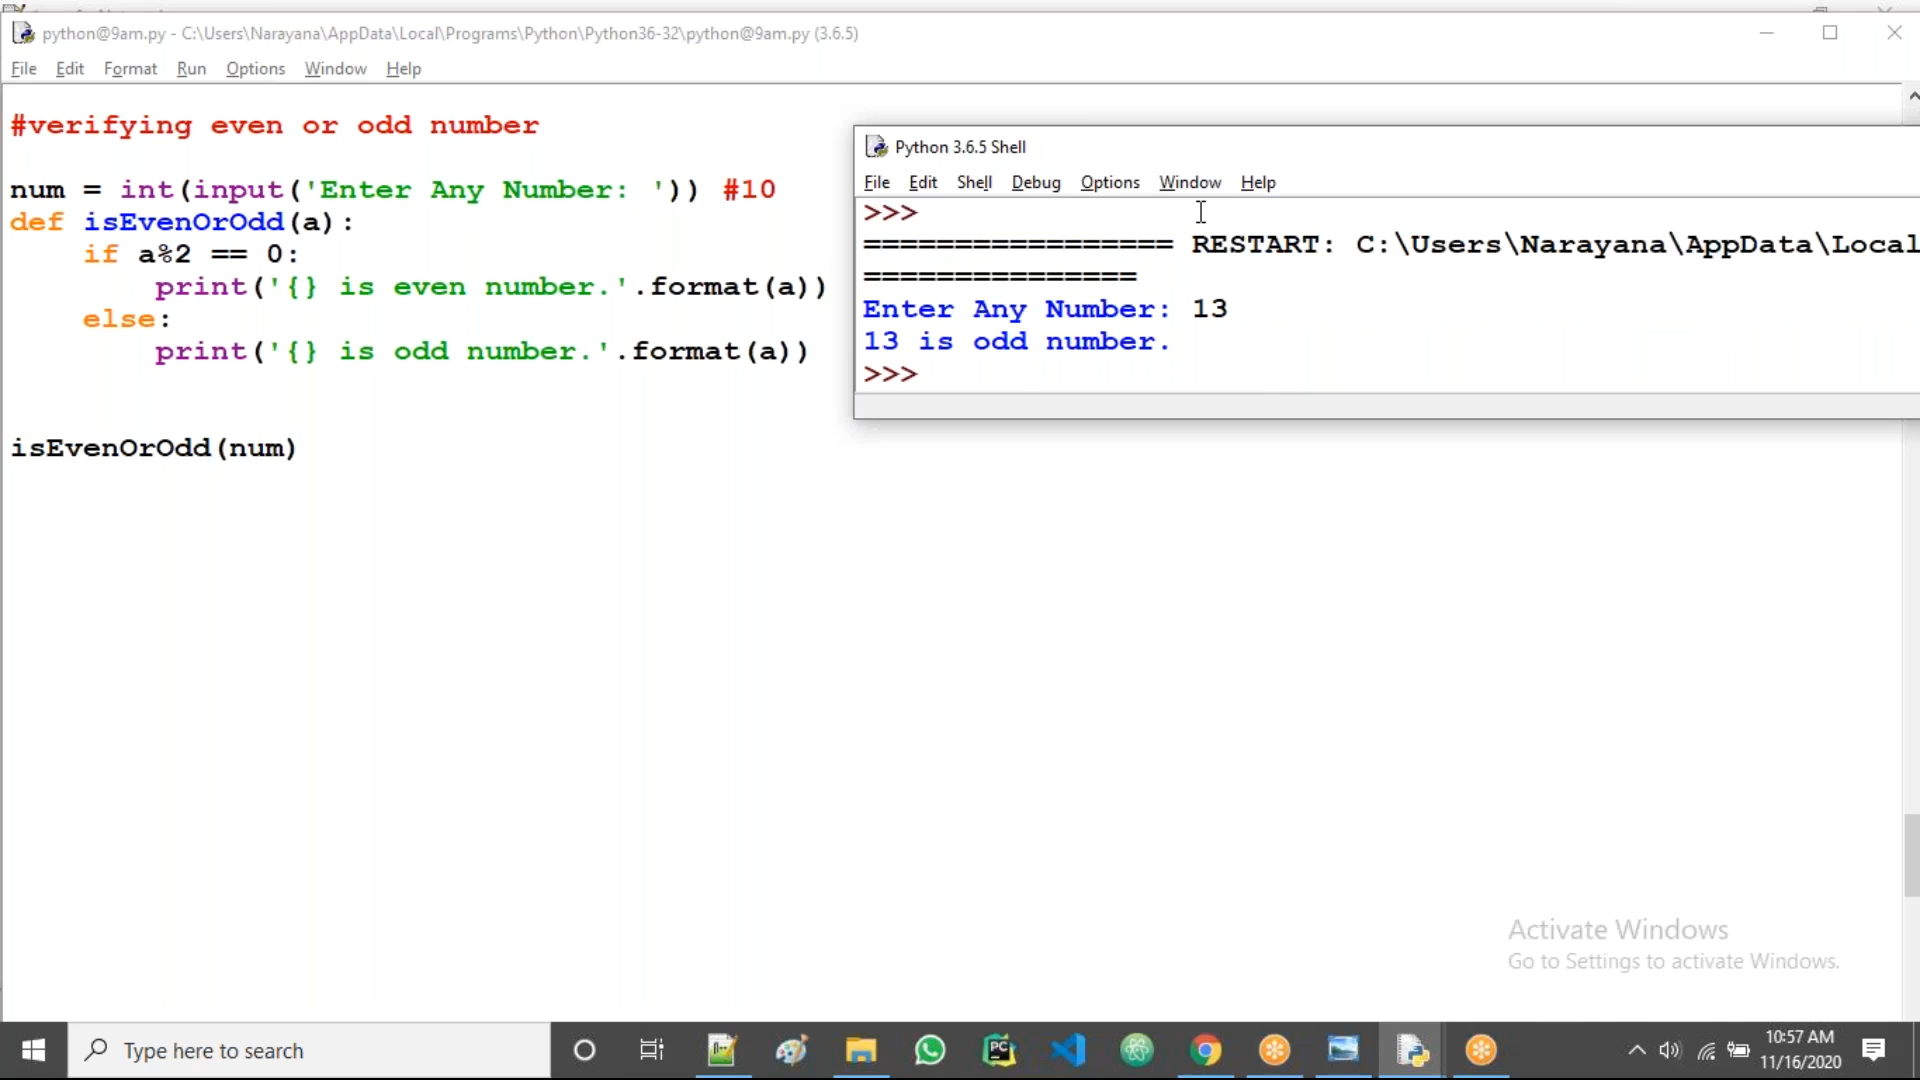 python@9am.py - C:\Users\Narayana\AppData\Local\Programs\Python\Python36-32\python@9am.py (3.6.5)
File Edit Format Run Options Window Help
#verifying even or odd number
num = int(input('Enter Any Number: ')) #10
def isEvenOrOdd(a):
    if a%2 == 0:
        print('{} is even number.'.format(a))
    else:
        print('{} is odd number.'.format(a))
isEvenOrOdd(num)
Python 3.6.5 Shell
File Edit Shell Debug Options Window Help
>>>
================= RESTART: C:\Users\Narayana\AppData\Local
===============
Enter Any Number: 13
13 is odd number.
>>>
Activate Windows
Go to Settings to activate Windows.
Type here to search
10:57 AM
11/16/2020